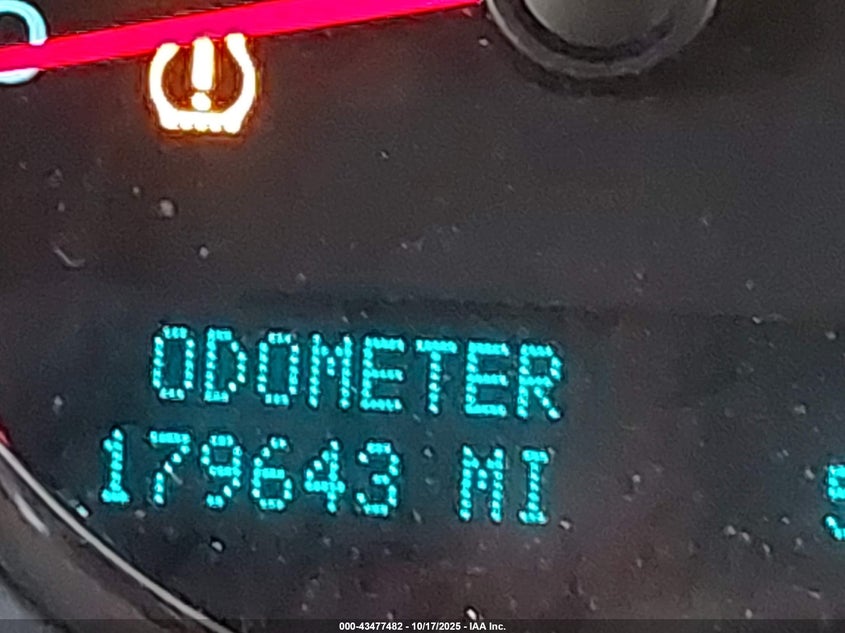 ODOMETER
179643 MI
000-43477482 - 10/17/2025 - IAA Inc.